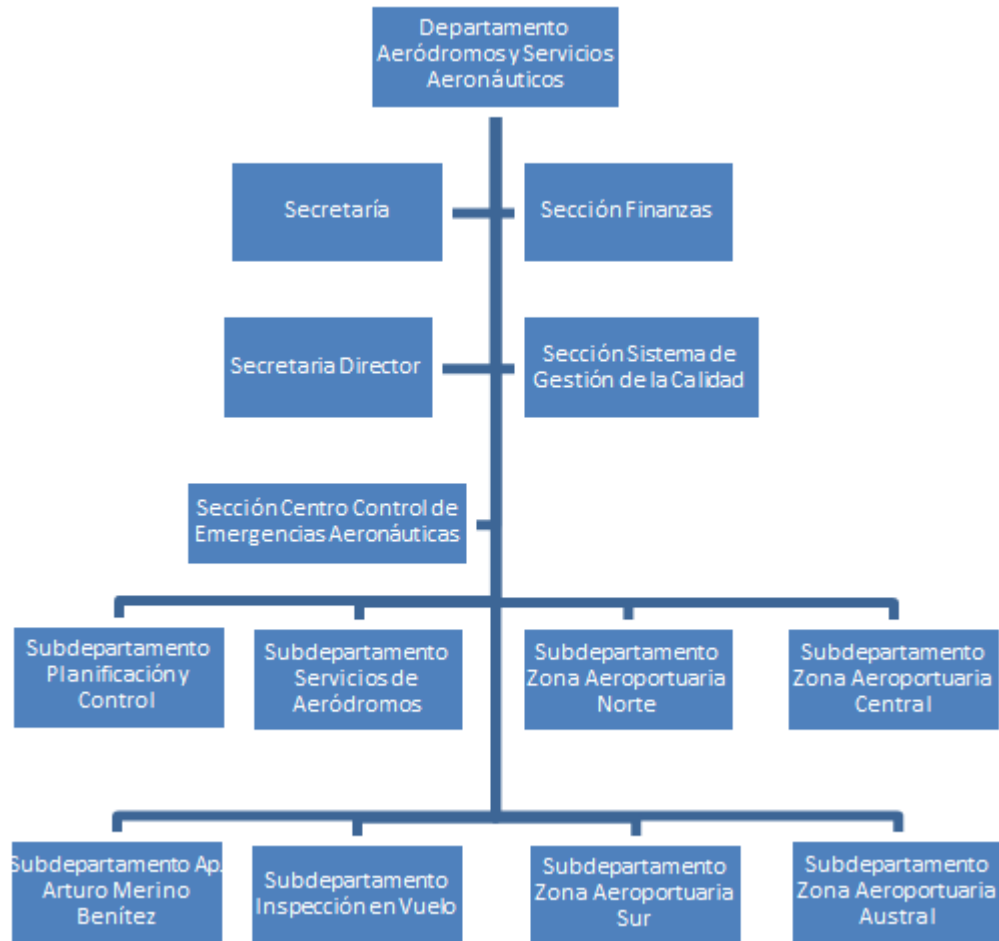 Departamento
Aeródromos y Servicios
Aeronáuticos
Secretaría
Sección Finanzas
Secretaria Director
Sección Sistema de
Gestión de la Calidad
Sección Centro Control de
Emergencias Aeronáuticas
Subdepartamento
Planificación y
Control
Subdepartamento
Servicios de
Aeródromos
Subdepartamento
Zona Aeroportuaria
Norte
Subdepartamento
Zona Aeroportuaria
Central
Subdepartamento Ap.
Arturo Merino
Benítez
Subdepartamento
Inspección en Vuelo
Subdepartamento
Zona Aeroportuaria
Sur
Subdepartamento
Zona Aeroportuaria
Austral